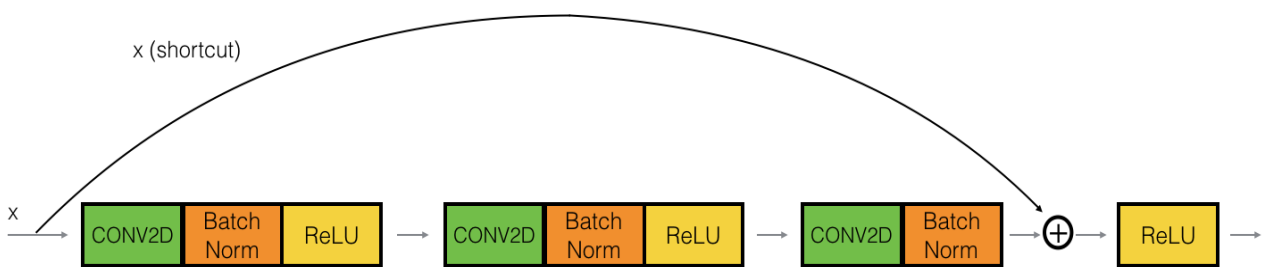 x (shortcut)
x
CONV2D
Batch
Norm
ReLU
CONV2D
Batch
Norm
ReLU
CONV2D
Batch
Norm
ReLU